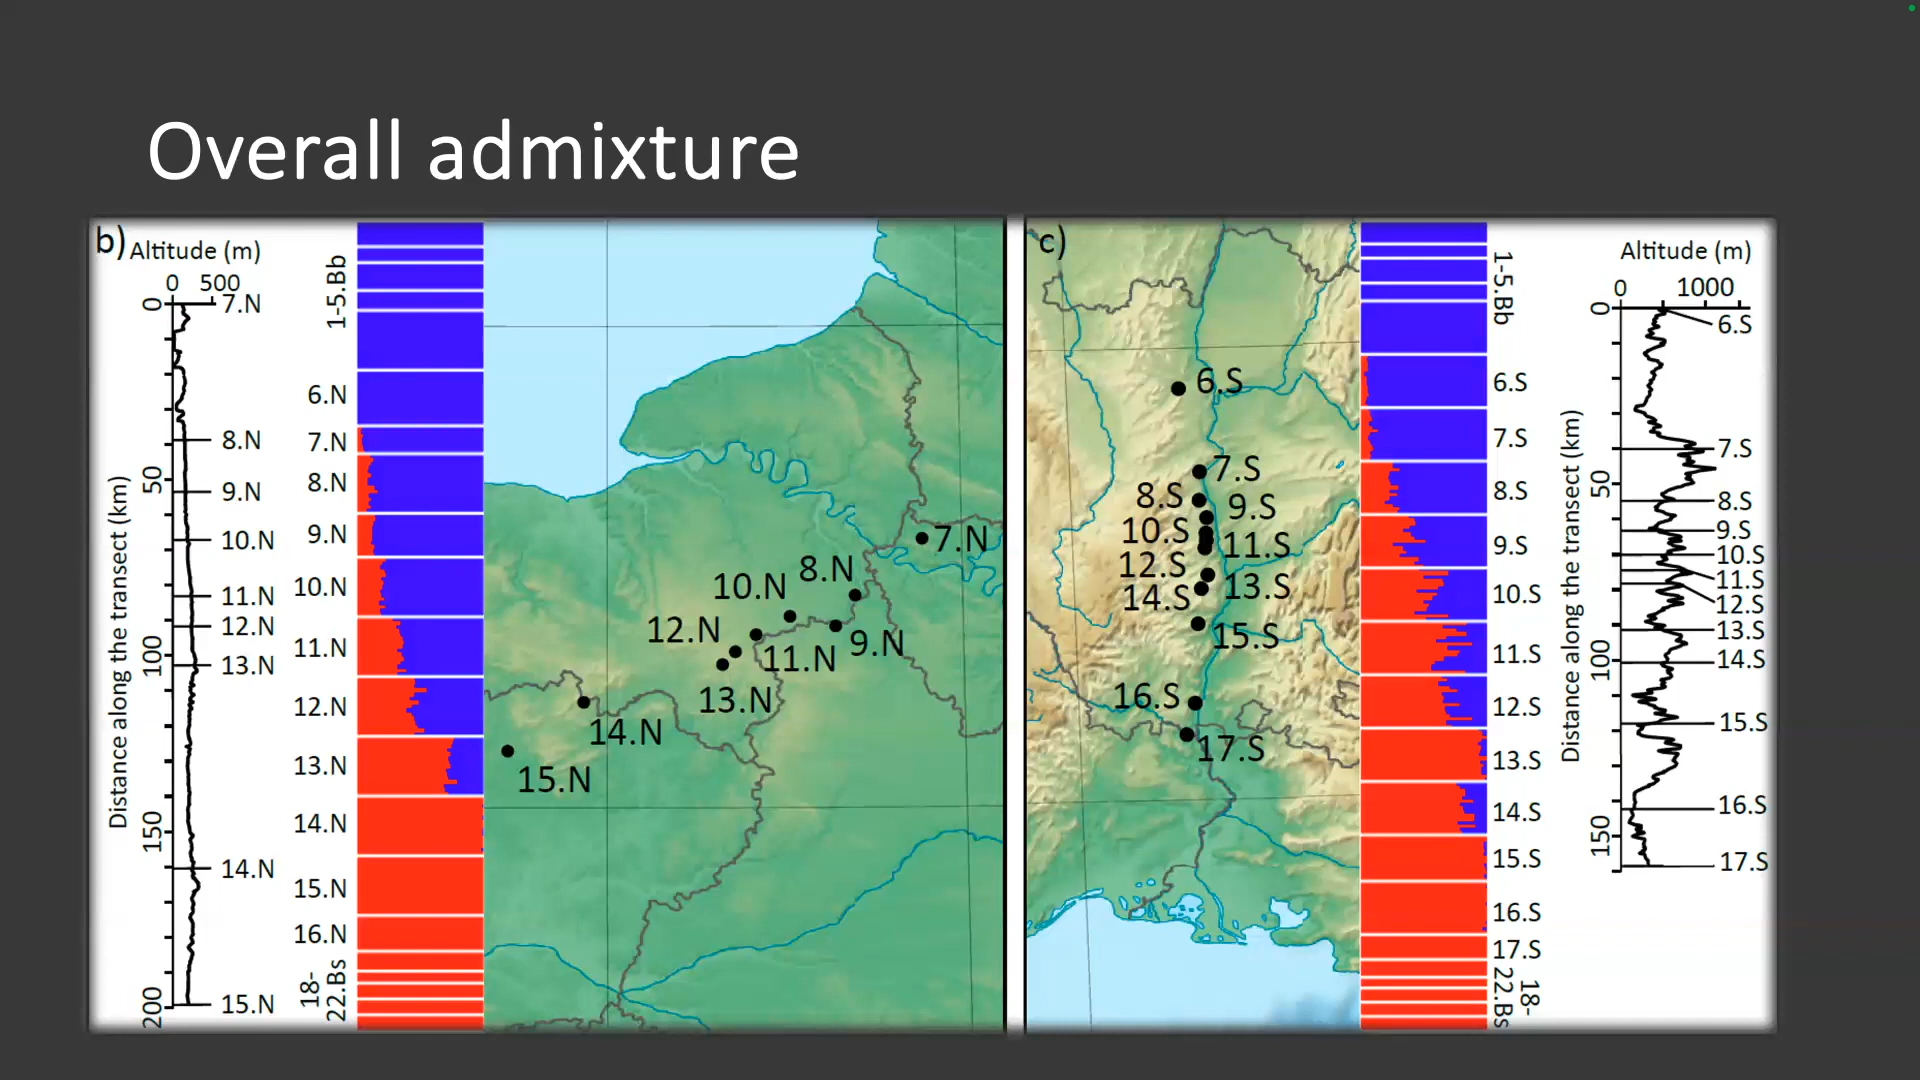 Overall admixture
b)
Altitude (m)
0 500
Distance along the transect (km)
0
50
100
150
200
7.N
8.N
9.N
10.N
11.N
12.N
13.N
14.N
15.N
1-5.Bb
6.N
7.N
8.N
9.N
10.N
11.N
12.N
13.N
14.N
15.N
16.N
18-
22.Bs
7.N
8.N
10.N
9.N
12.N
11.N
13.N
14.N
15.N
c)
6.S
7.S
8.S
9.S
10.S
11.S
12.S
13.S
14.S
15.S
16.S
17.S
1-5.Bb
6.S
7.S
8.S
9.S
10.S
11.S
12.S
13.S
14.S
15.S
16.S
17.S
18-
22.Bs
Altitude (m)
0 1000
Distance along the transect (km)
0
50
100
150
6.S
7.S
8.S
9.S
10.S
11.S
12.S
13.S
14.S
15.S
16.S
17.S